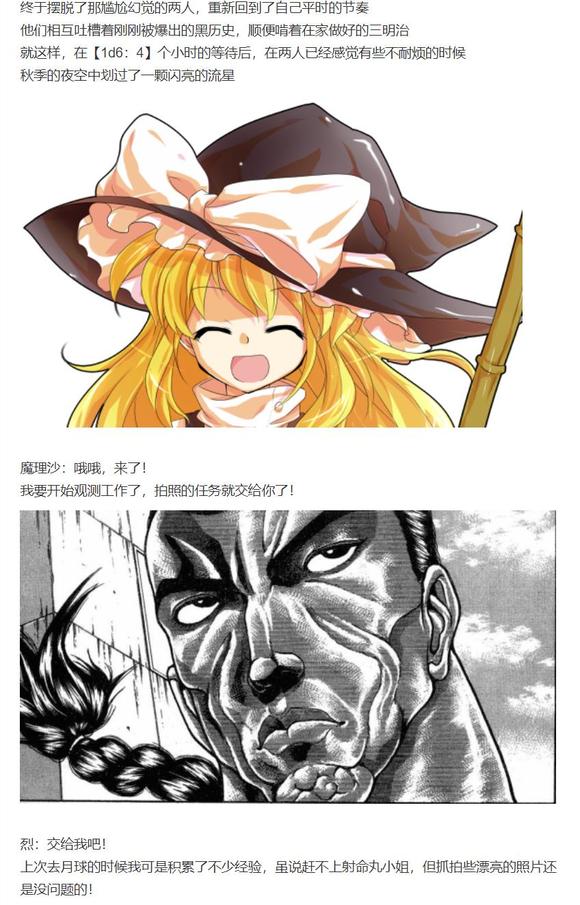 终于摆脱了那尴尬幻觉的两人，重新回到了自己平时的节奏
他们相互吐槽着刚刚被爆出的黑历史，顺便啃着在家做好的三明治
就这样，在【1d6：4】个小时的等待后，在两人已经感觉有些不耐烦的时候
秋季的夜空中划过了一颗闪亮的流星
魔理沙：哦哦，来了！
我要开始观测工作了，拍照的任务就交给你了！
烈：交给我吧！
上次去月球的时候我可是积累了不少经验，虽说赶不上射命丸小姐，但抓拍些漂亮的照片还
是没问题的！